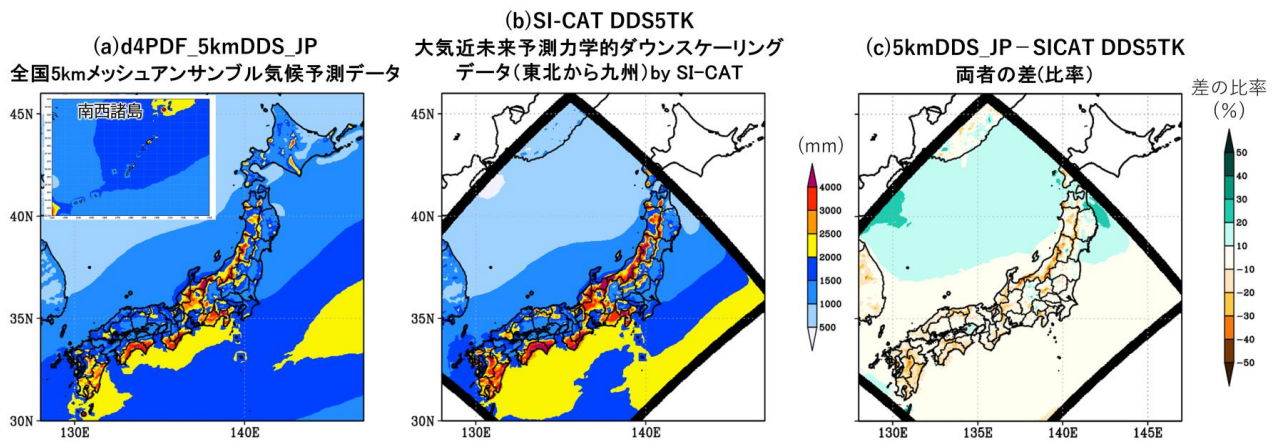 (a)d4PDF_5kmDDS_JP
全国5kmメッシュアンサンブル気候予測データ
南西諸島
45N
40N
35N
30N
130E
140E
(b)SI-CAT DDS5TK
大気近未来予測力学的ダウンスケーリング
データ(東北から九州)by SI-CAT
45N
40N
35N
30N
130E
140E
(mm)
4000
3000
2500
2000
1500
1000
500
(c)5kmDDS_JP－SICAT DDS5TK
両者の差(比率)
45N
40N
35N
30N
130E
135E
140E
145E
差の比率
(%)
50
40
30
20
10
-10
-20
-30
-40
-50